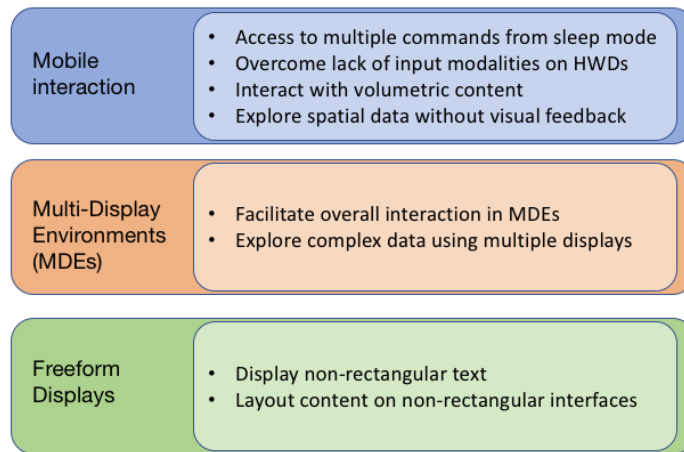 Mobile
interaction
• Access to multiple commands from sleep mode
• Overcome lack of input modalities on HWDs
• Interact with volumetric content
• Explore spatial data without visual feedback
Multi-Display
Environments
(MDEs)
• Facilitate overall interaction in MDEs
• Explore complex data using multiple displays
Freeform
Displays
• Display non-rectangular text
• Layout content on non-rectangular interfaces